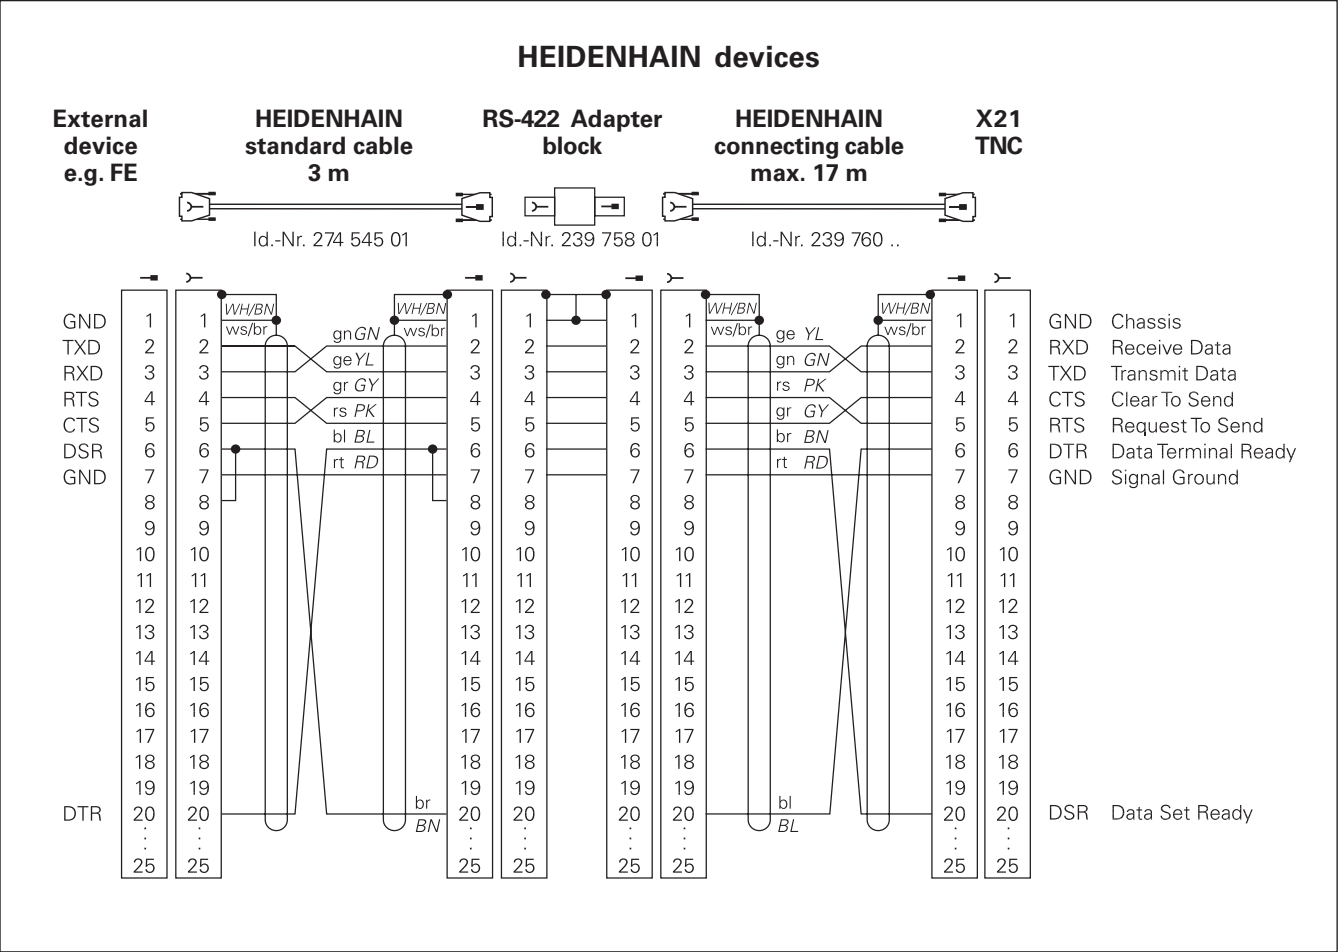 HEIDENHAIN devices
External device e.g. FE
HEIDENHAIN standard cable 3 m
RS-422 Adapter block
HEIDENHAIN connecting cable max. 17 m
X21 TNC
Id.-Nr. 274 545 01
Id.-Nr. 239 758 01
Id.-Nr. 239 760 ..
WH/BN WH/BN WH/BN WH/BN
GND 1 1 ws/br ws/br 1 1 1 1 ws/br ws/br 1 1 GND Chassis
TXD 2 2 gn GN 2 2 2 2 ge YL 2 2 RXD Receive Data
RXD 3 3 ge YL 3 3 3 3 gn GN 3 3 TXD Transmit Data
RTS 4 4 gr GY 4 4 4 4 rs PK 4 4 CTS Clear To Send
CTS 5 5 rs PK 5 5 5 5 gr GY 5 5 RTS Request To Send
DSR 6 6 bl BL 6 6 6 6 br BN 6 6 DTR Data Terminal Ready
GND 7 7 rt RD 7 7 7 7 rt RD 7 7 GND Signal Ground
8 8 8 8 8 8 8 8
9 9 9 9 9 9 9 9
10 10 10 10 10 10 10 10
11 11 11 11 11 11 11 11
12 12 12 12 12 12 12 12
13 13 13 13 13 13 13 13
14 14 14 14 14 14 14 14
15 15 15 15 15 15 15 15
16 16 16 16 16 16 16 16
17 17 17 17 17 17 17 17
18 18 18 18 18 18 18 18
19 19 19 19 19 19 19 19
DTR 20 20 br BN 20 20 20 20 bl BL 20 20 DSR Data Set Ready
25 25 25 25 25 25 25 25